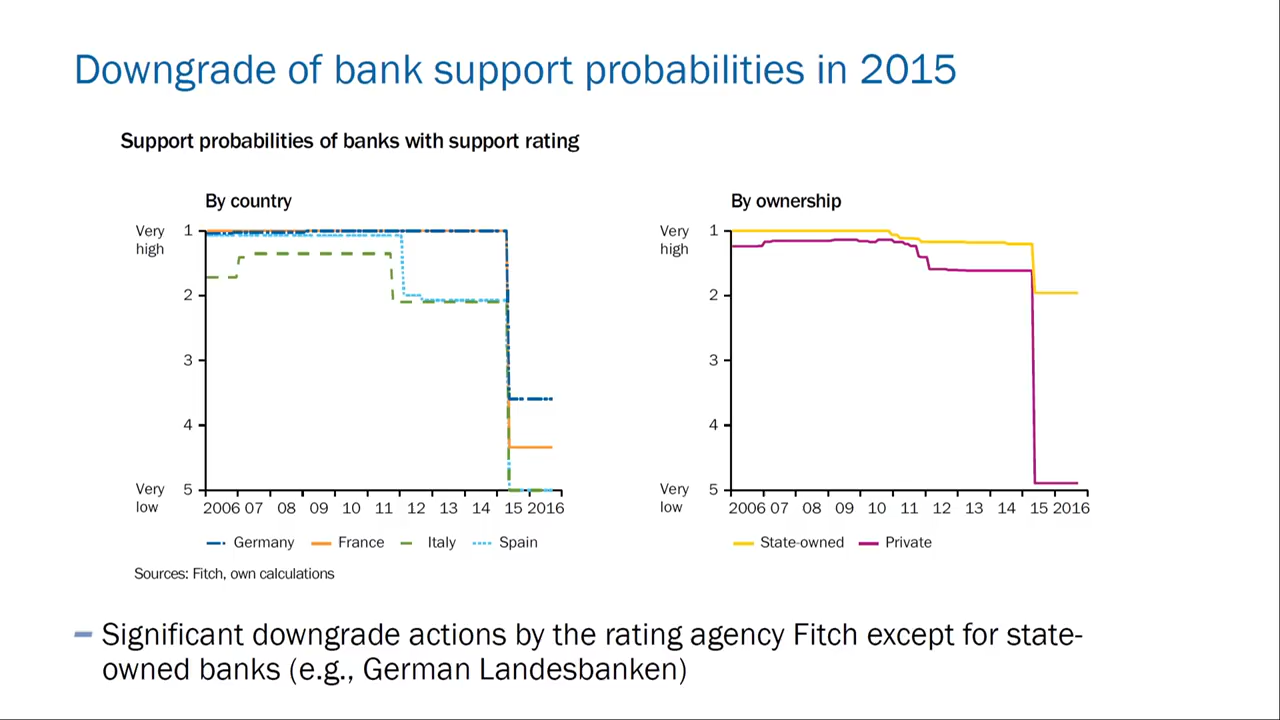 Downgrade of bank support probabilities in 2015
Support probabilities of banks with support rating
By country
Very high
1
2
3
4
Very low
5
2006 07 08 09 10 11 12 13 14 15 2016
Germany France Italy Spain
Sources: Fitch, own calculations
By ownership
Very high
1
2
3
4
Very low
5
2006 07 08 09 10 11 12 13 14 15 2016
State-owned Private
Significant downgrade actions by the rating agency Fitch except for state-
owned banks (e.g., German Landesbanken)